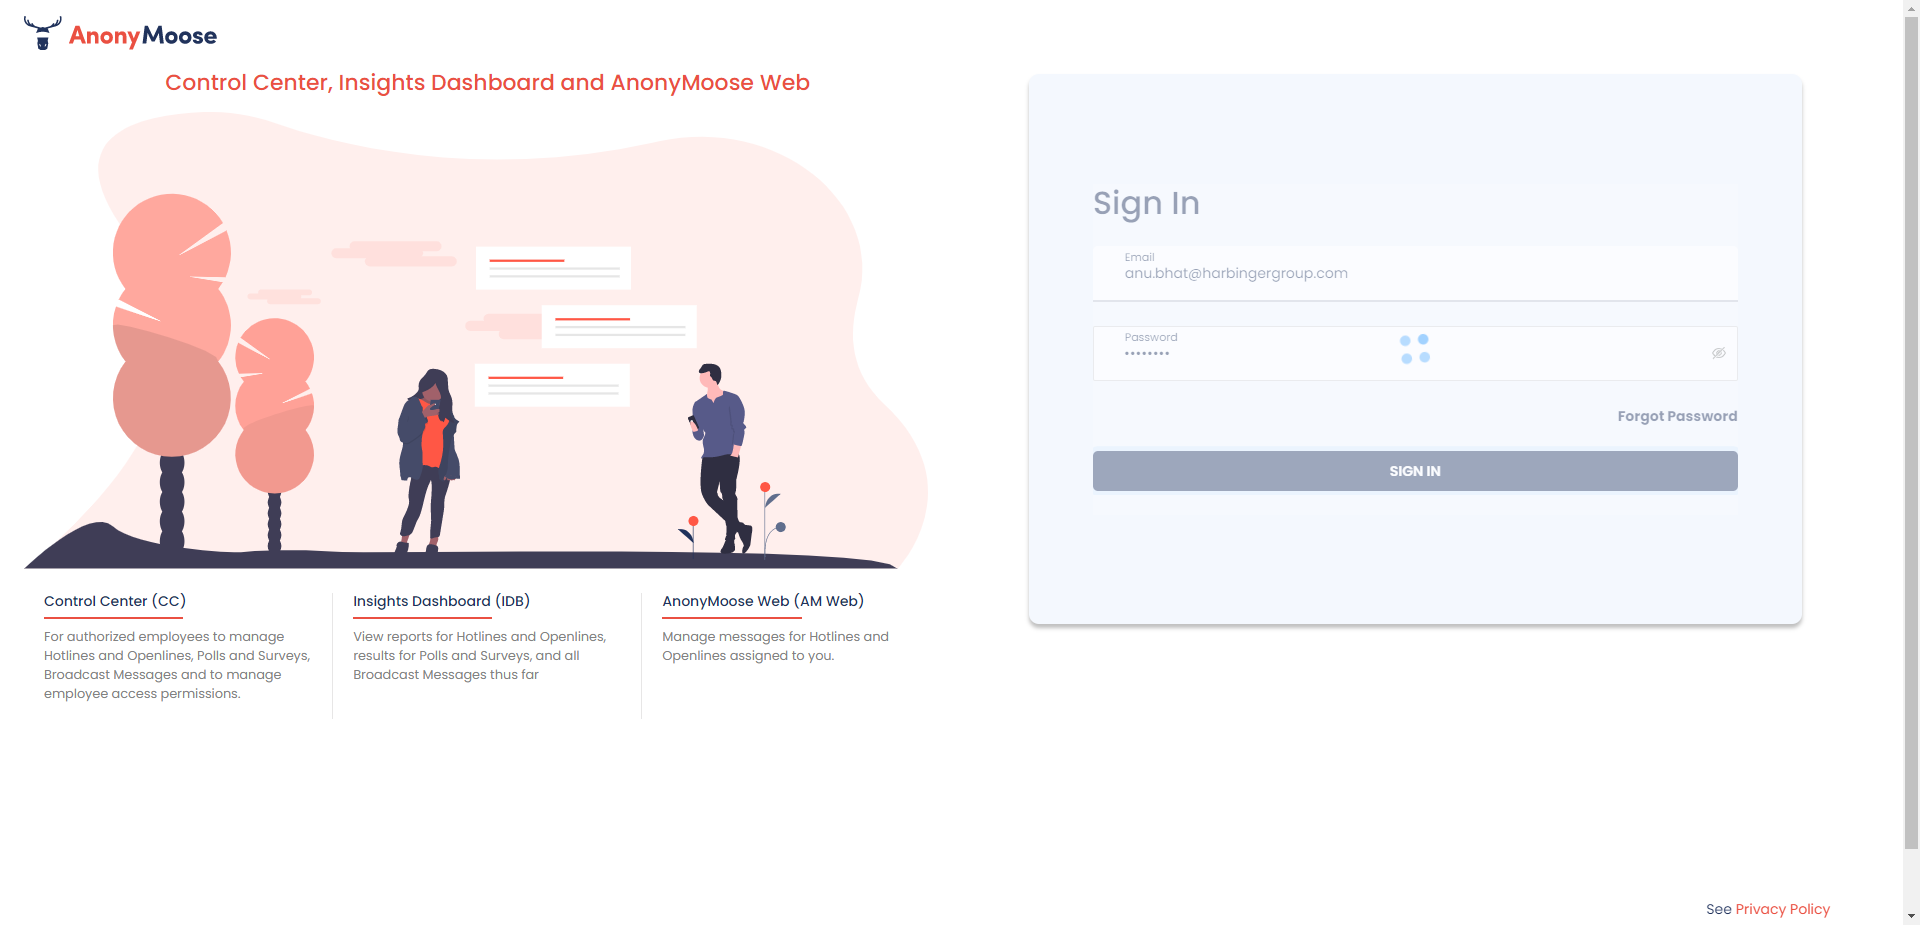 AnonyMoose
Control Center, Insights Dashboard and AnonyMoose Web
Sign In
Email
anu.bhat@harbingergroup.com
Password
••••••••
Forgot Password
SIGN IN
Control Center (CC)
For authorized employees to manage
Hotlines and Openlines, Polls and Surveys,
Broadcast Messages and to manage
employee access permissions.
Insights Dashboard (IDB)
View reports for Hotlines and Openlines,
results for Polls and Surveys, and all
Broadcast Messages thus far
AnonyMoose Web (AM Web)
Manage messages for Hotlines and
Openlines assigned to you.
See Privacy Policy